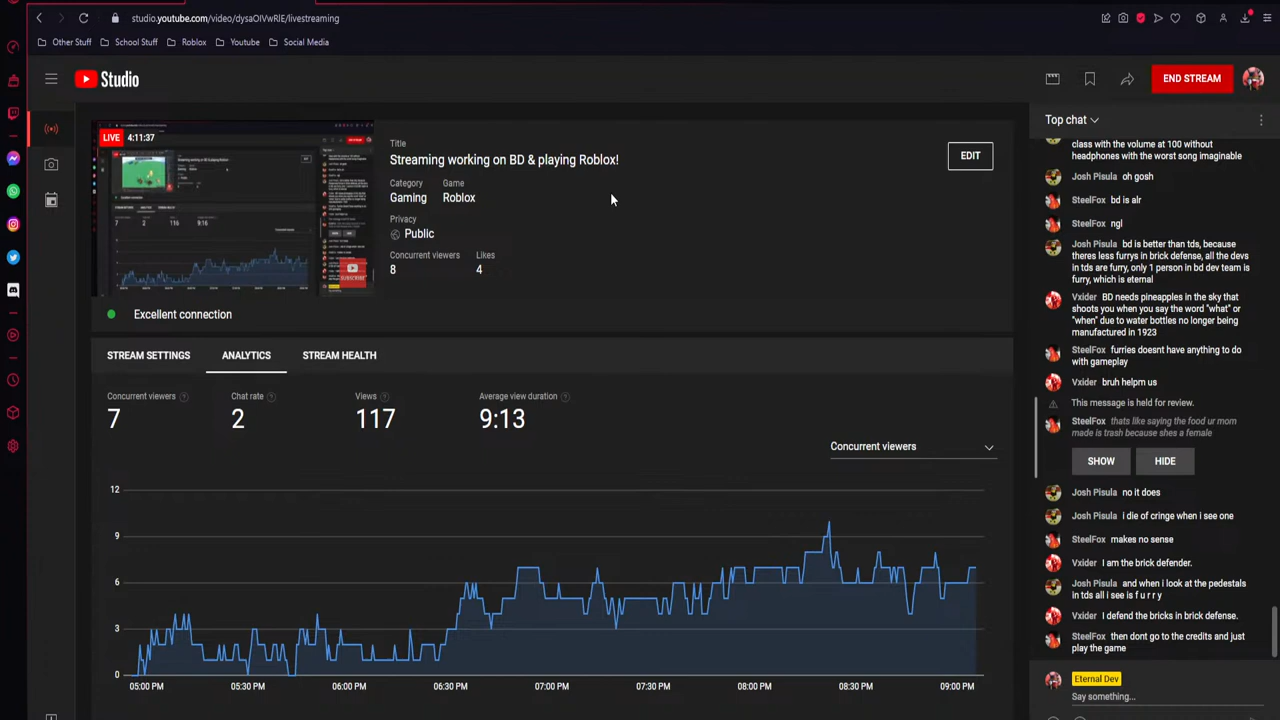 studio.youtube.com/video/dysaOIVwRlE/livestreaming
Other Stuff
School Stuff
Roblox
Youtube
Social Media
Studio
END STREAM
LIVE 4:11:37
Title
Streaming working on BD & playing Roblox!
EDIT
Category Game
Gaming Roblox
Privacy
Public
Concurrent viewers Likes
8 4
SUBSCRIBE
Excellent connection
STREAM SETTINGS ANALYTICS STREAM HEALTH
Concurrent viewers Chat rate Views Average view duration
7 2 117 9:13
Concurrent viewers
12
9
6
3
0
05:00 PM 05:30 PM 06:00 PM 06:30 PM 07:00 PM 07:30 PM 08:00 PM 08:30 PM 09:00 PM
Top chat
class with the volume at 100 without
headphones with the worst song imaginable
Josh Pisula oh gosh
SteelFox bd is alr
SteelFox ngl
Josh Pisula bd is better than tds, because
theres less furrys in brick defense, all the devs
in tds are furry, only 1 person in bd dev team is
furry, which is eternal
Vxider BD needs pineapples in the sky that
shoots you when you say the word “what” or
“when” due to water bottles no longer being
manufactured in 1923
SteelFox furries doesnt have anything to do
with gameplay
Vxider bruh helpm us
This message is held for review.
SteelFox thats like saying the food ur mom
made is trash because shes a female
SHOW HIDE
Josh Pisula no it does
Josh Pisula i die of cringe when i see one
SteelFox makes no sense
Vxider I am the brick defender.
Josh Pisula and when i look at the pedestals
in tds all i see is f u r r y
Vxider I defend the bricks in brick defense.
SteelFox then dont go to the credits and just
play the game
Eternal Dev
Say something...